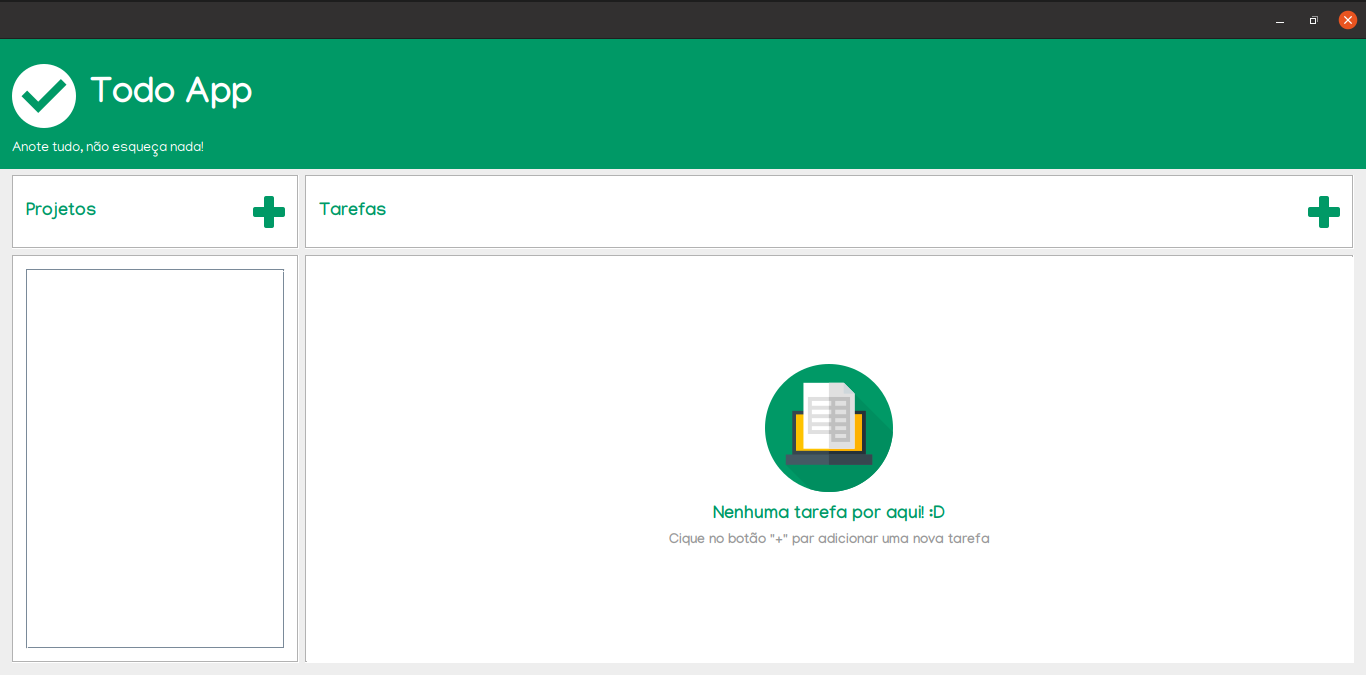 Todo App
Anote tudo, não esqueça nada!
Projetos
Tarefas
Nenhuma tarefa por aqui! :D
Cique no botão "+" par adicionar uma nova tarefa